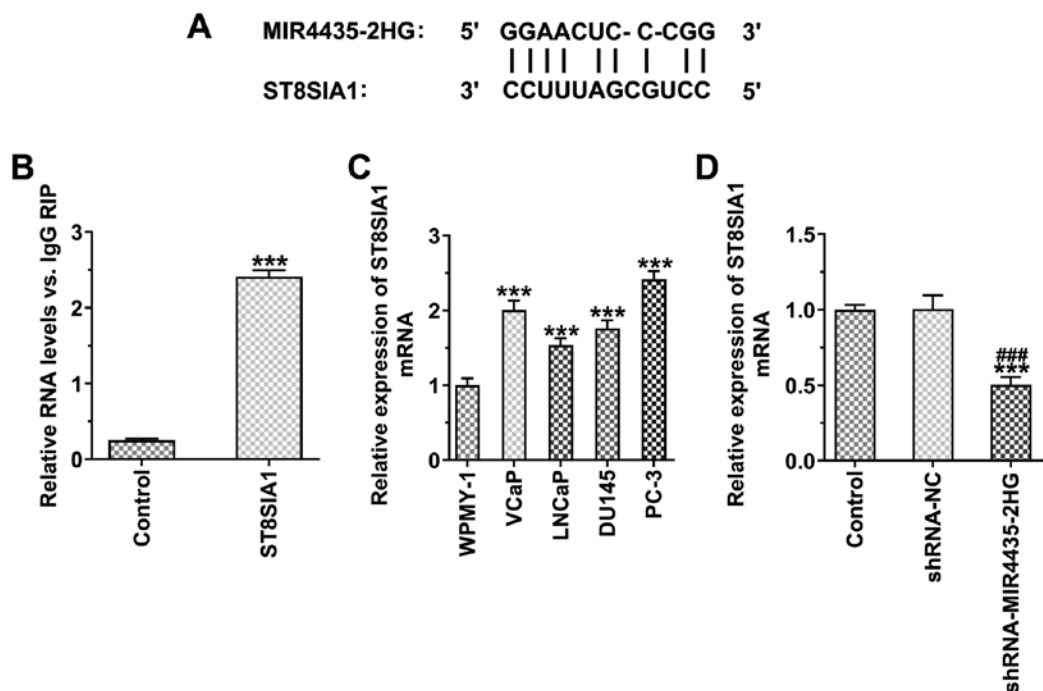 A
MIR4435-2HG: 5' GGAACUC- C-CCGG 3'
ST8SIA1: 3' CCUUUAGCGUCC 5'
B
Relative RNA levels vs. IgG RIP
3
2
1
0
***
Control
ST8SIA1
C
Relative expression of ST8SIA1
mRNA
3
2
1
0
***
***
***
***
WPMY-1
VCaP
LNCaP
DU145
PC-3
D
Relative expression of ST8SIA1
mRNA
1.5
1.0
0.5
0.0
###
***
Control
shRNA-NC
shRNA-MIR4435-2HG